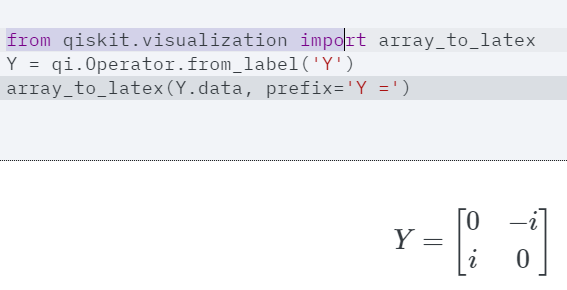 from qiskit.visualization import array_to_latex
Y = qi.Operator.from_label('Y')
array_to_latex(Y.data, prefix='Y =')
Y = [0 −i
i 0]